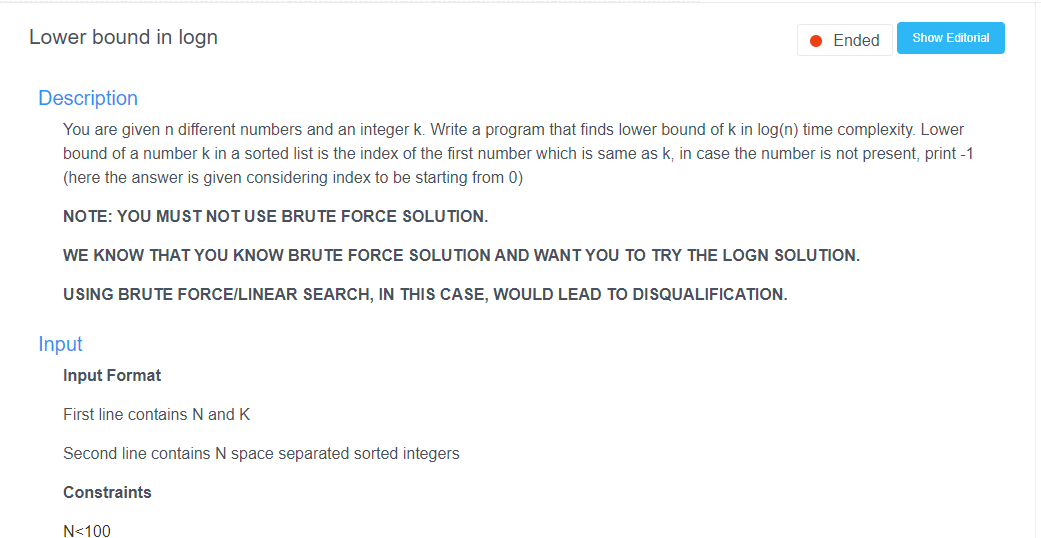 Lower bound in logn
Ended
Show Editorial
Description
You are given n different numbers and an integer k. Write a program that finds lower bound of k in log(n) time complexity. Lower
bound of a number k in a sorted list is the index of the first number which is same as k, in case the number is not present, print -1
(here the answer is given considering index to be starting from 0)
NOTE: YOU MUST NOT USE BRUTE FORCE SOLUTION.
WE KNOW THAT YOU KNOW BRUTE FORCE SOLUTION AND WANT YOU TO TRY THE LOGN SOLUTION.
USING BRUTE FORCE/LINEAR SEARCH, IN THIS CASE, WOULD LEAD TO DISQUALIFICATION.
Input
Input Format
First line contains N and K
Second line contains N space separated sorted integers
Constraints
N<100